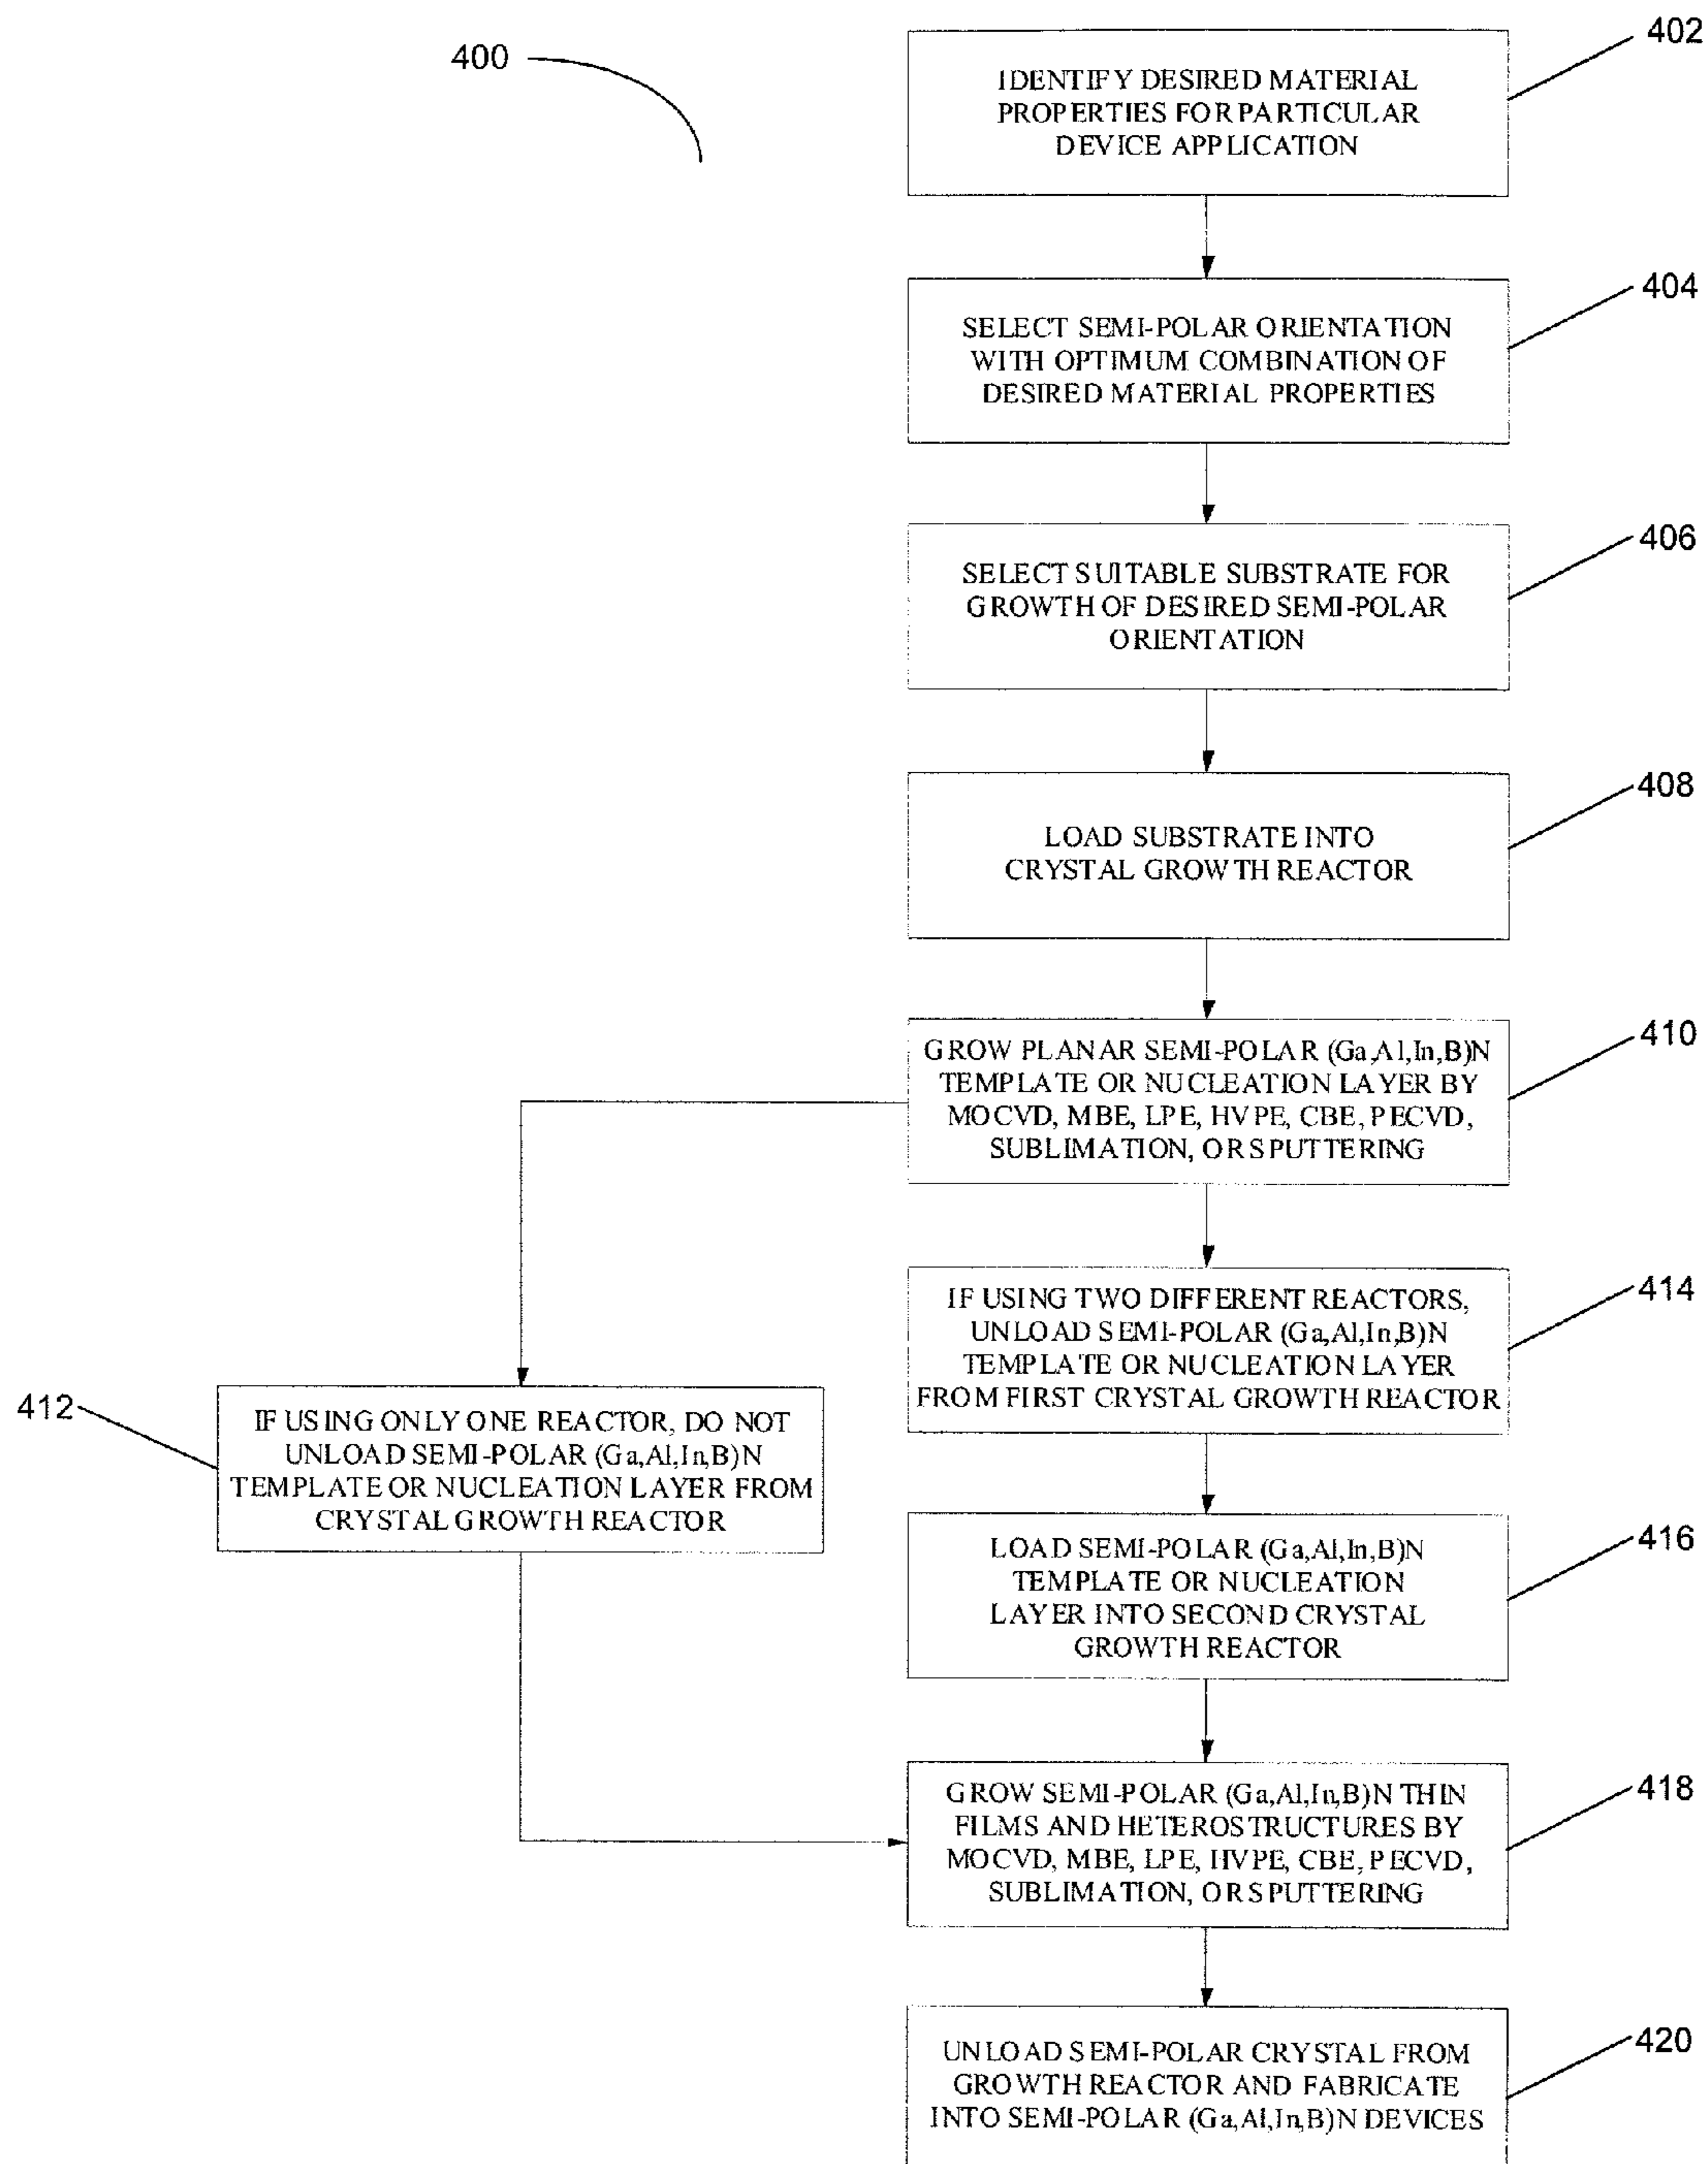 400
402
IDENTIFY DESIRED MATERIAL
PROPERTIES FOR PARTICULAR
DEVICE APPLICATION
404
SELECT SEMI-POLAR ORIENTATION
WITH OPTIMUM COMBINATION OF
DESIRED MATERIAL PROPERTIES
406
SELECT SUITABLE SUBSTRATE FOR
GROWTH OF DESIRED SEMI-POLAR
ORIENTATION
408
LOAD SUBSTRATE INTO
CRYSTAL GROWTH REACTOR
410
GROW PLANAR SEMI-POLAR (Ga,Al,In,B)N
TEMPLATE OR NUCLEATION LAYER BY
MOCVD, MBE, LPE, HVPE, CBE, PECVD,
SUBLIMATION, OR SPUTTERING
414
IF USING TWO DIFFERENT REACTORS,
UNLOAD SEMI-POLAR (Ga,Al,In,B)N
TEMPLATE OR NUCLEATION LAYER
FROM FIRST CRYSTAL GROWTH REACTOR
412
IF USING ONLY ONE REACTOR, DO NOT
UNLOAD SEMI-POLAR (Ga,Al,In,B)N
TEMPLATE OR NUCLEATION LAYER FROM
CRYSTAL GROWTH REACTOR
416
LOAD SEMI-POLAR (Ga,Al,In,B)N
TEMPLATE OR NUCLEATION
LAYER INTO SECOND CRYSTAL
GROWTH REACTOR
418
GROW SEMI-POLAR (Ga,Al,In,B)N THIN
FILMS AND HETEROSTRUCTURES BY
MOCVD, MBE, LPE, HVPE, CBE, PECVD,
SUBLIMATION, OR SPUTTERING
420
UNLOAD SEMI-POLAR CRYSTAL FROM
GROWTH REACTOR AND FABRICATE
INTO SEMI-POLAR (Ga,Al,In,B)N DEVICES